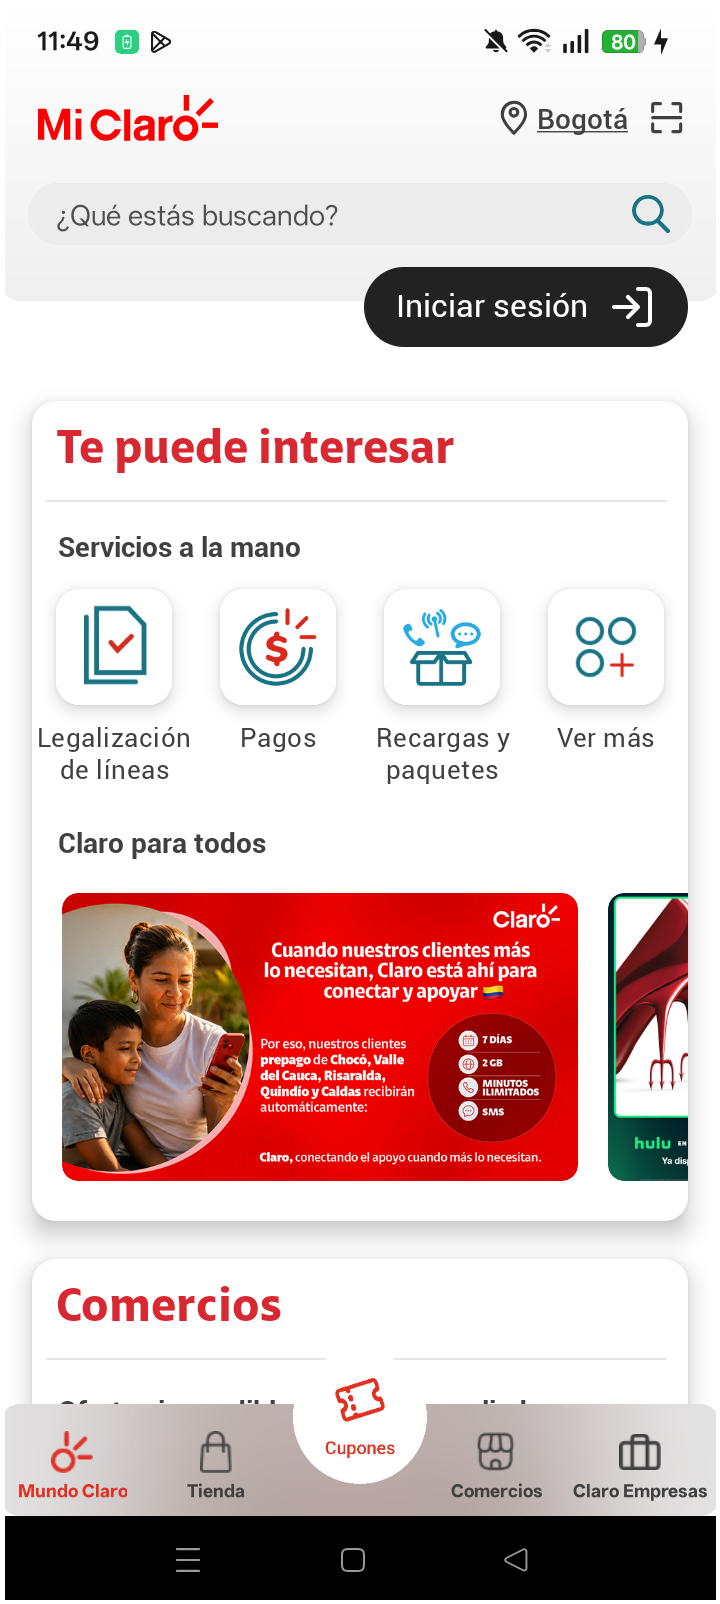 11:49
80
Mi Claro
Bogotá
¿Qué estás buscando?
Iniciar sesión
Te puede interesar
Servicios a la mano
Legalización
de líneas
Pagos
Recargas y
paquetes
Ver más
Claro para todos
Claro
Cuando nuestros clientes más
lo necesitan, Claro está ahí para
conectar y apoyar
Por eso, nuestros clientes
prepago de Chocó, Valle
del Cauca, Risaralda,
Quindío y Caldas recibirán
automáticamente:
7 DÍAS
2 GB
MINUTOS
ILIMITADOS
SMS
Claro, conectando el apoyo cuando más lo necesitan.
hulu EN
Ya
Comercios
Cupones
Mundo Claro
Tienda
Comercios
Claro Empresas